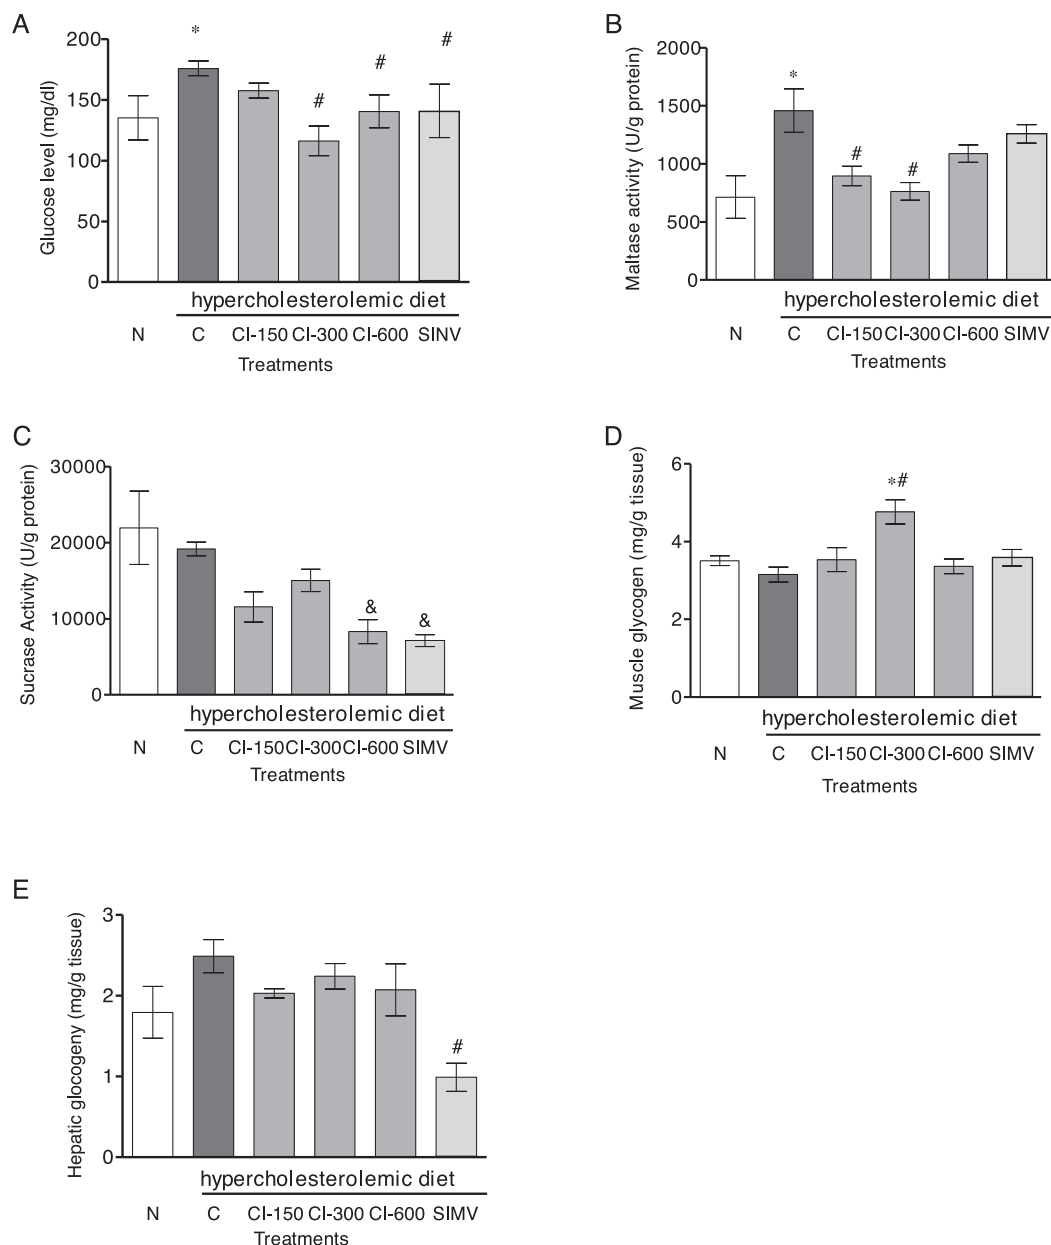 A
Glucose level (mg/dl)
200
150
100
50
0
*
#
#
#
hypercholesterolemic diet
N C CI-150 CI-300 CI-600 SINV
Treatments
B
Maltase activity (U/g protein)
2000
1500
1000
500
0
*
#
#
hypercholesterolemic diet
N C CI-150 CI-300 CI-600 SIMV
Treatments
C
Sucrase Activity (U/g protein)
30000
20000
10000
0
&
&
hypercholesterolemic diet
N C CI-150 CI-300 CI-600 SIMV
Treatments
D
Muscle glycogen (mg/g tissue)
6
4
2
0
*#
hypercholesterolemic diet
N C CI-150 CI-300 CI-600 SIMV
Treatments
E
Hepatic glocogeny (mg/g tissue)
3
2
1
0
#
hypercholesterolemic diet
N C CI-150 CI-300 CI-600 SIMV
Treatments